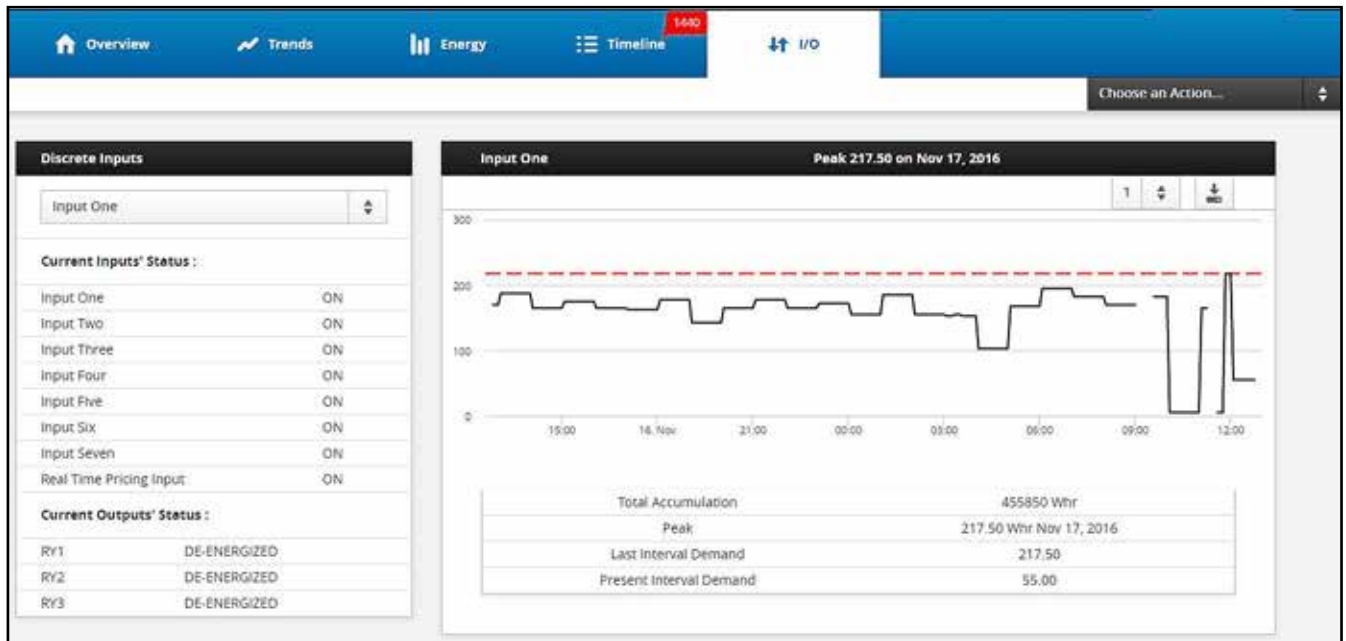 1440
Overview Trends Energy Timeline I/O
Choose an Action...
Discrete Inputs
Input One
Current Inputs' Status :
Input One ON
Input Two ON
Input Three ON
Input Four ON
Input Five ON
Input Six ON
Input Seven ON
Real Time Pricing Input ON
Current Outputs' Status :
RY1 DE-ENERGIZED
RY2 DE-ENERGIZED
RY3 DE-ENERGIZED
Input One Peak 217.50 on Nov 17, 2016
1
300
200
100
0
15:00 21:00 00:00 03:00 06:00 09:00 12:00
Total Accumulation 455850 Whr
Peak 217.50 Whr Nov 17, 2016
Last Interval Demand 217.50
Present Interval Demand 55.00